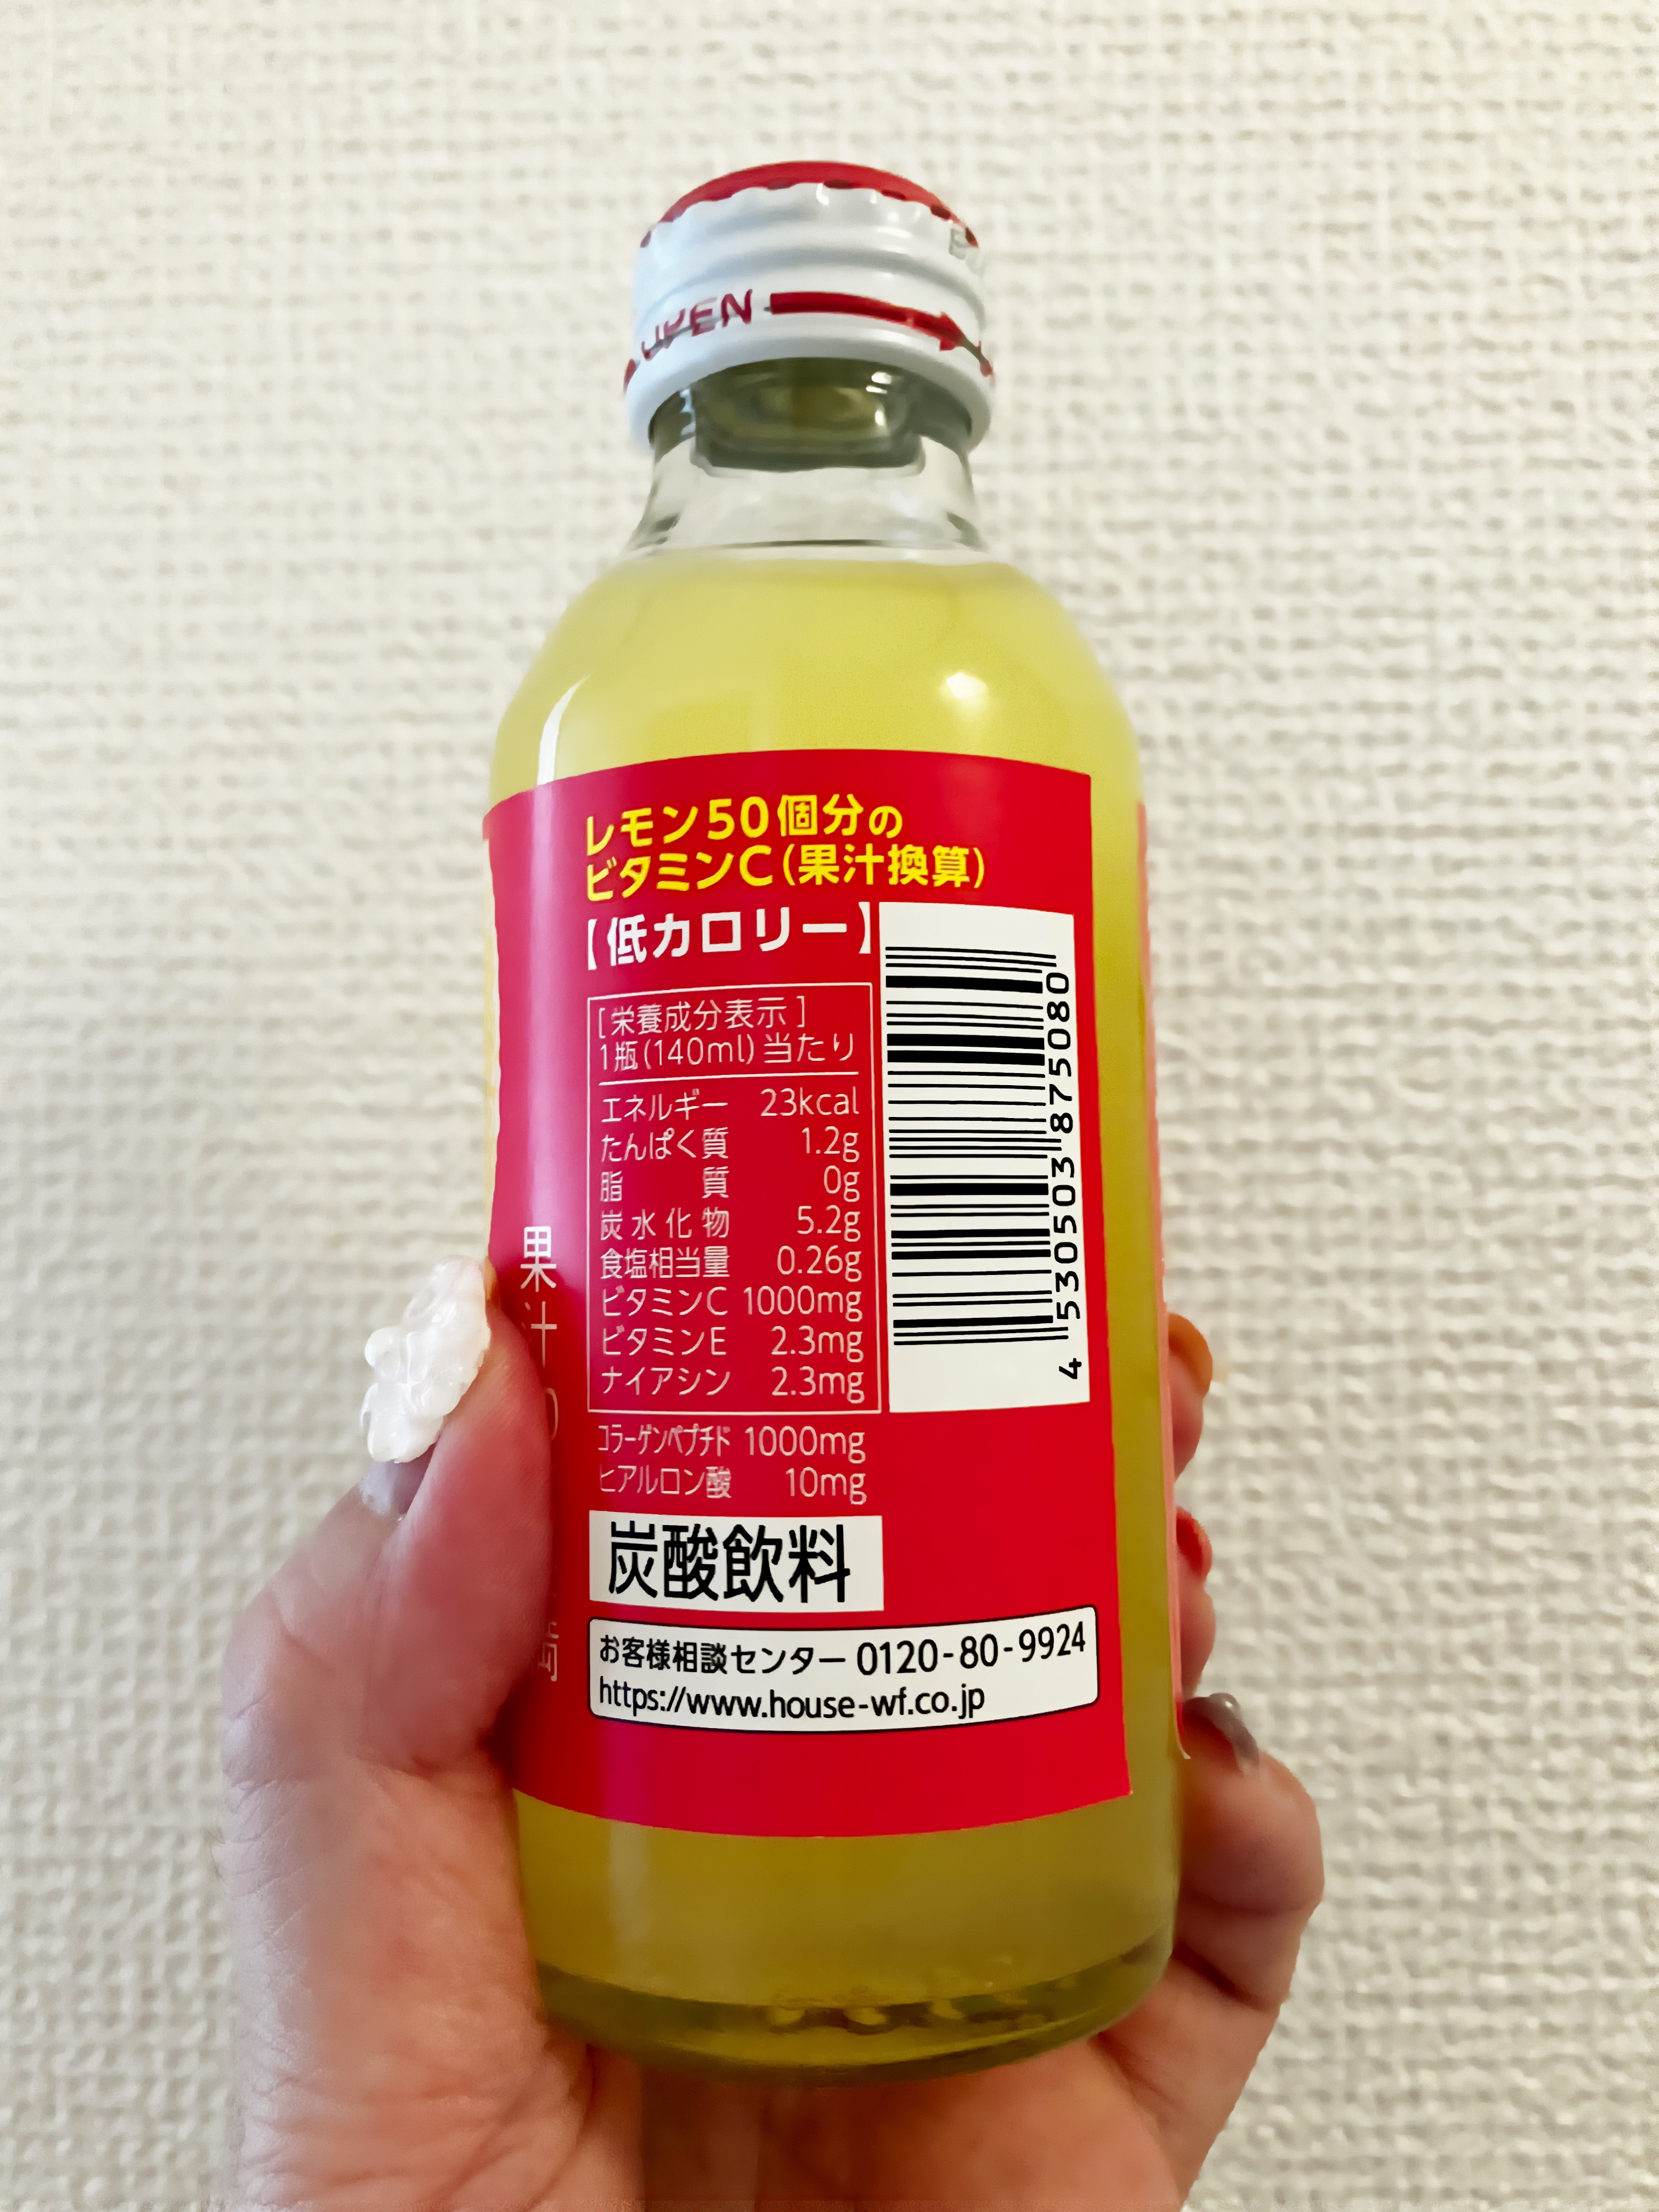 OPEN
レモン50個分の
ビタミンC(果汁換算)
【低カロリー】
[栄養成分表示]
1瓶(140ml)当たり
エネルギー 23kcal
たんぱく質 1.2g
脂質 0g
炭水化物 5.2g
食塩相当量 0.26g
ビタミンC 1000mg
ビタミンE 2.3mg
ナイアシン 2.3mg
コラーゲンペプチド 1000mg
ヒアルロン酸 10mg
炭酸飲料
お客様相談センター 0120-80-9924
https://www.house-wf.co.jp
4 530503 875080
果汁